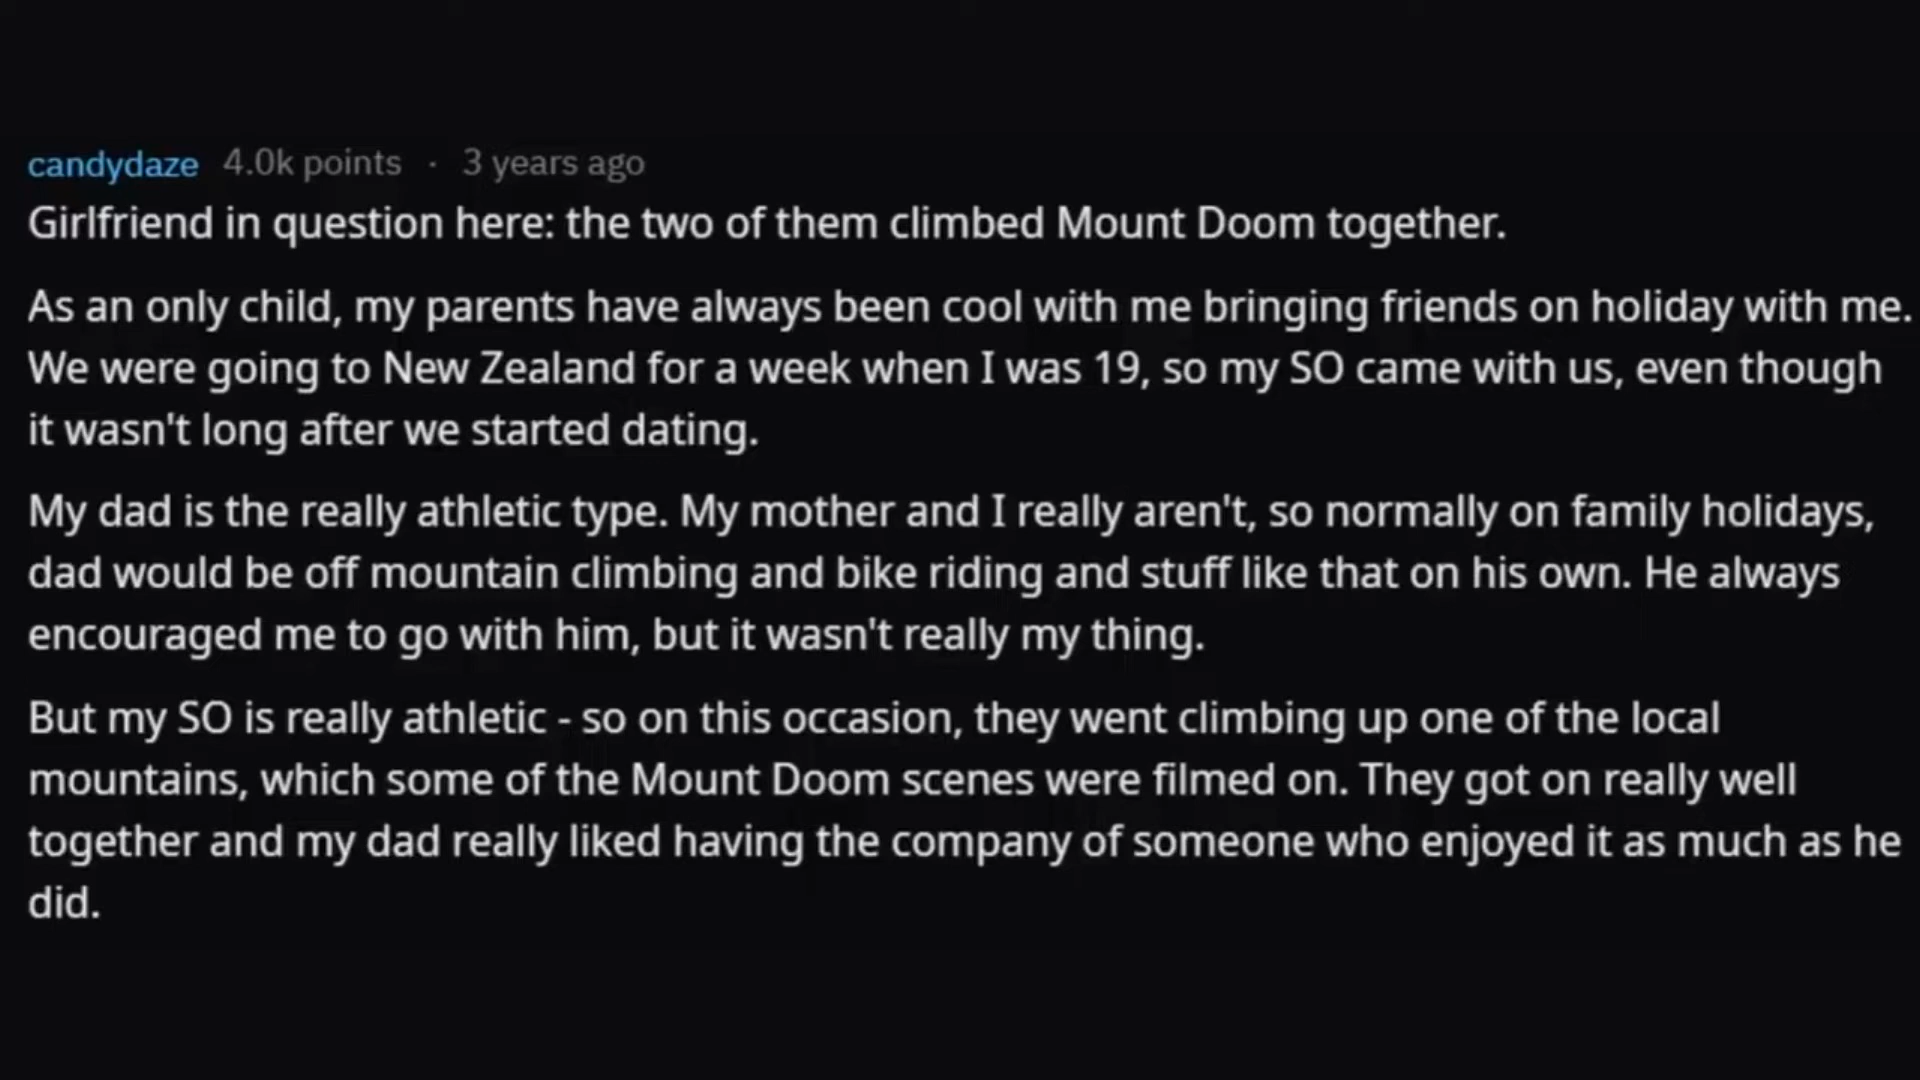 candydaze 4.0k points · 3 years ago
Girlfriend in question here: the two of them climbed Mount Doom together.
As an only child, my parents have always been cool with me bringing friends on holiday with me.
We were going to New Zealand for a week when I was 19, so my SO came with us, even though
it wasn't long after we started dating.
My dad is the really athletic type. My mother and I really aren't, so normally on family holidays,
dad would be off mountain climbing and bike riding and stuff like that on his own. He always
encouraged me to go with him, but it wasn't really my thing.
But my SO is really athletic - so on this occasion, they went climbing up one of the local
mountains, which some of the Mount Doom scenes were filmed on. They got on really well
together and my dad really liked having the company of someone who enjoyed it as much as he
did.